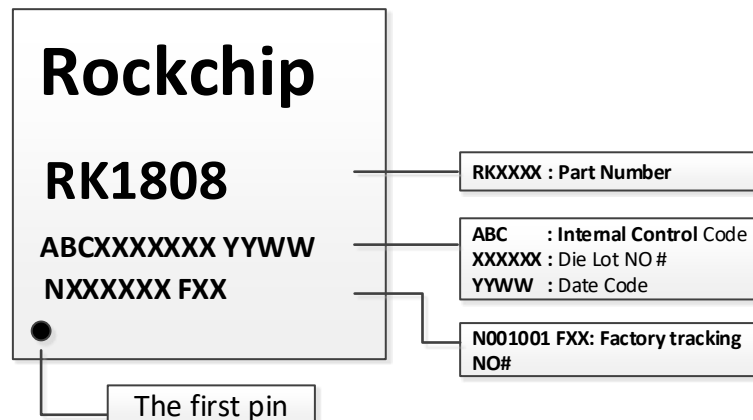 Rockchip
RK1808
ABCXXXXXXX YYWW
NXXXXXX FXX
RKXXXX : Part Number
ABC : Internal Control Code
XXXXXX : Die Lot NO #
YYWW : Date Code
N001001 FXX: Factory tracking
NO#
The first pin